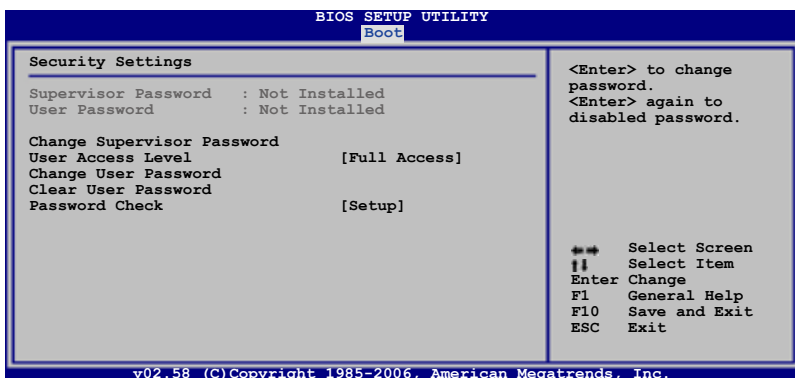 BIOS SETUP UTILITY
Boot
Security Settings
Supervisor Password : Not Installed
User Password : Not Installed
Change Supervisor Password
User Access Level [Full Access]
Change User Password
Clear User Password
Password Check [Setup]
<Enter> to change
password.
<Enter> again to
disabled password.
←→ Select Screen
↑↓ Select Item
Enter Change
F1 General Help
F10 Save and Exit
ESC Exit
v02.58 (C)Copyright 1985-2006, American Megatrends, Inc.